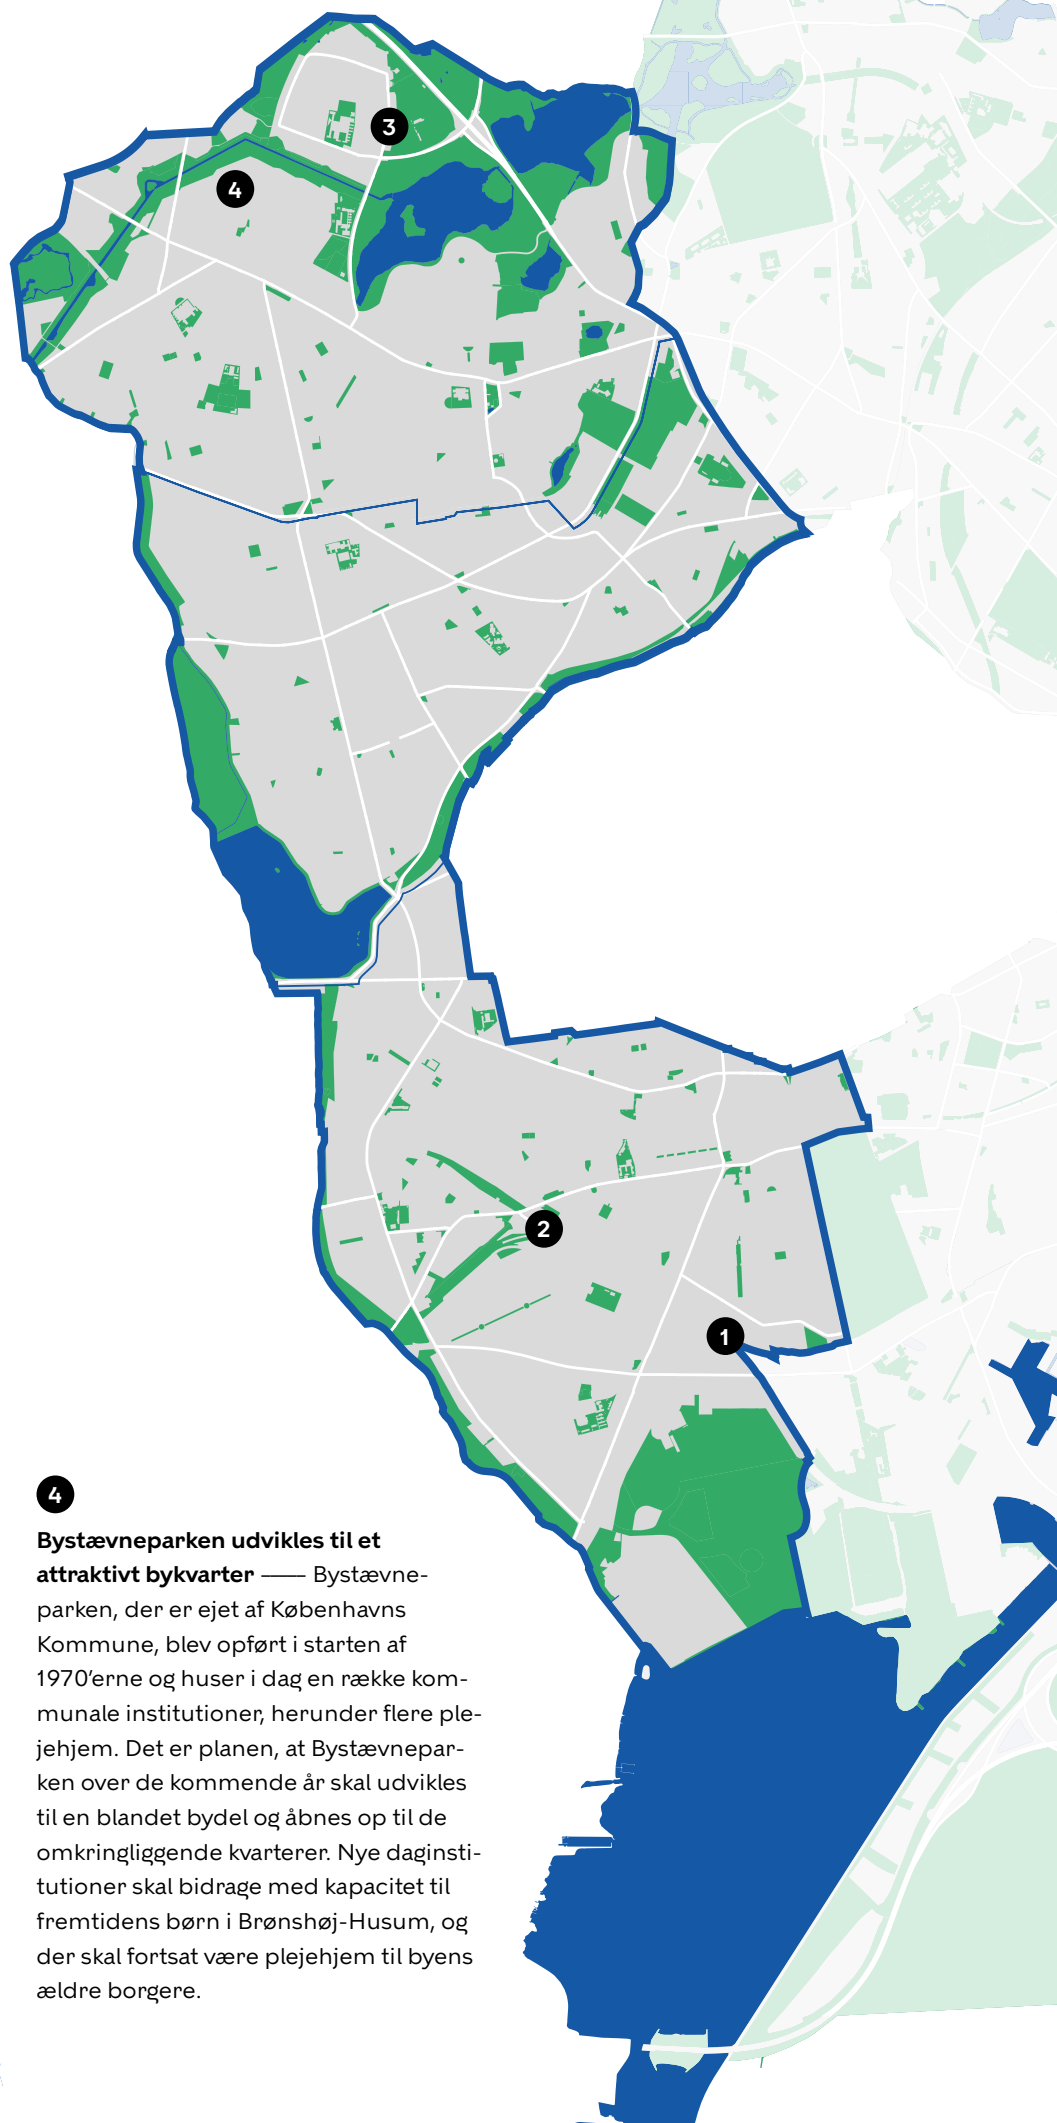 3
4
2
1
4
Bystævneparken udvikles til et
attraktivt bykvarter —— Bystævne-
parken, der er ejet af Københavns
Kommune, blev opført i starten af
1970’erne og huser i dag en række kom-
munale institutioner, herunder flere ple-
jehjem. Det er planen, at Bystævnepar-
ken over de kommende år skal udvikles
til en blandet bydel og åbnes op til de
omkringliggende kvarterer. Nye daginsti-
tutioner skal bidrage med kapacitet til
fremtidens børn i Brønshøj-Husum, og
der skal fortsat være plejehjem til byens
ældre borgere.